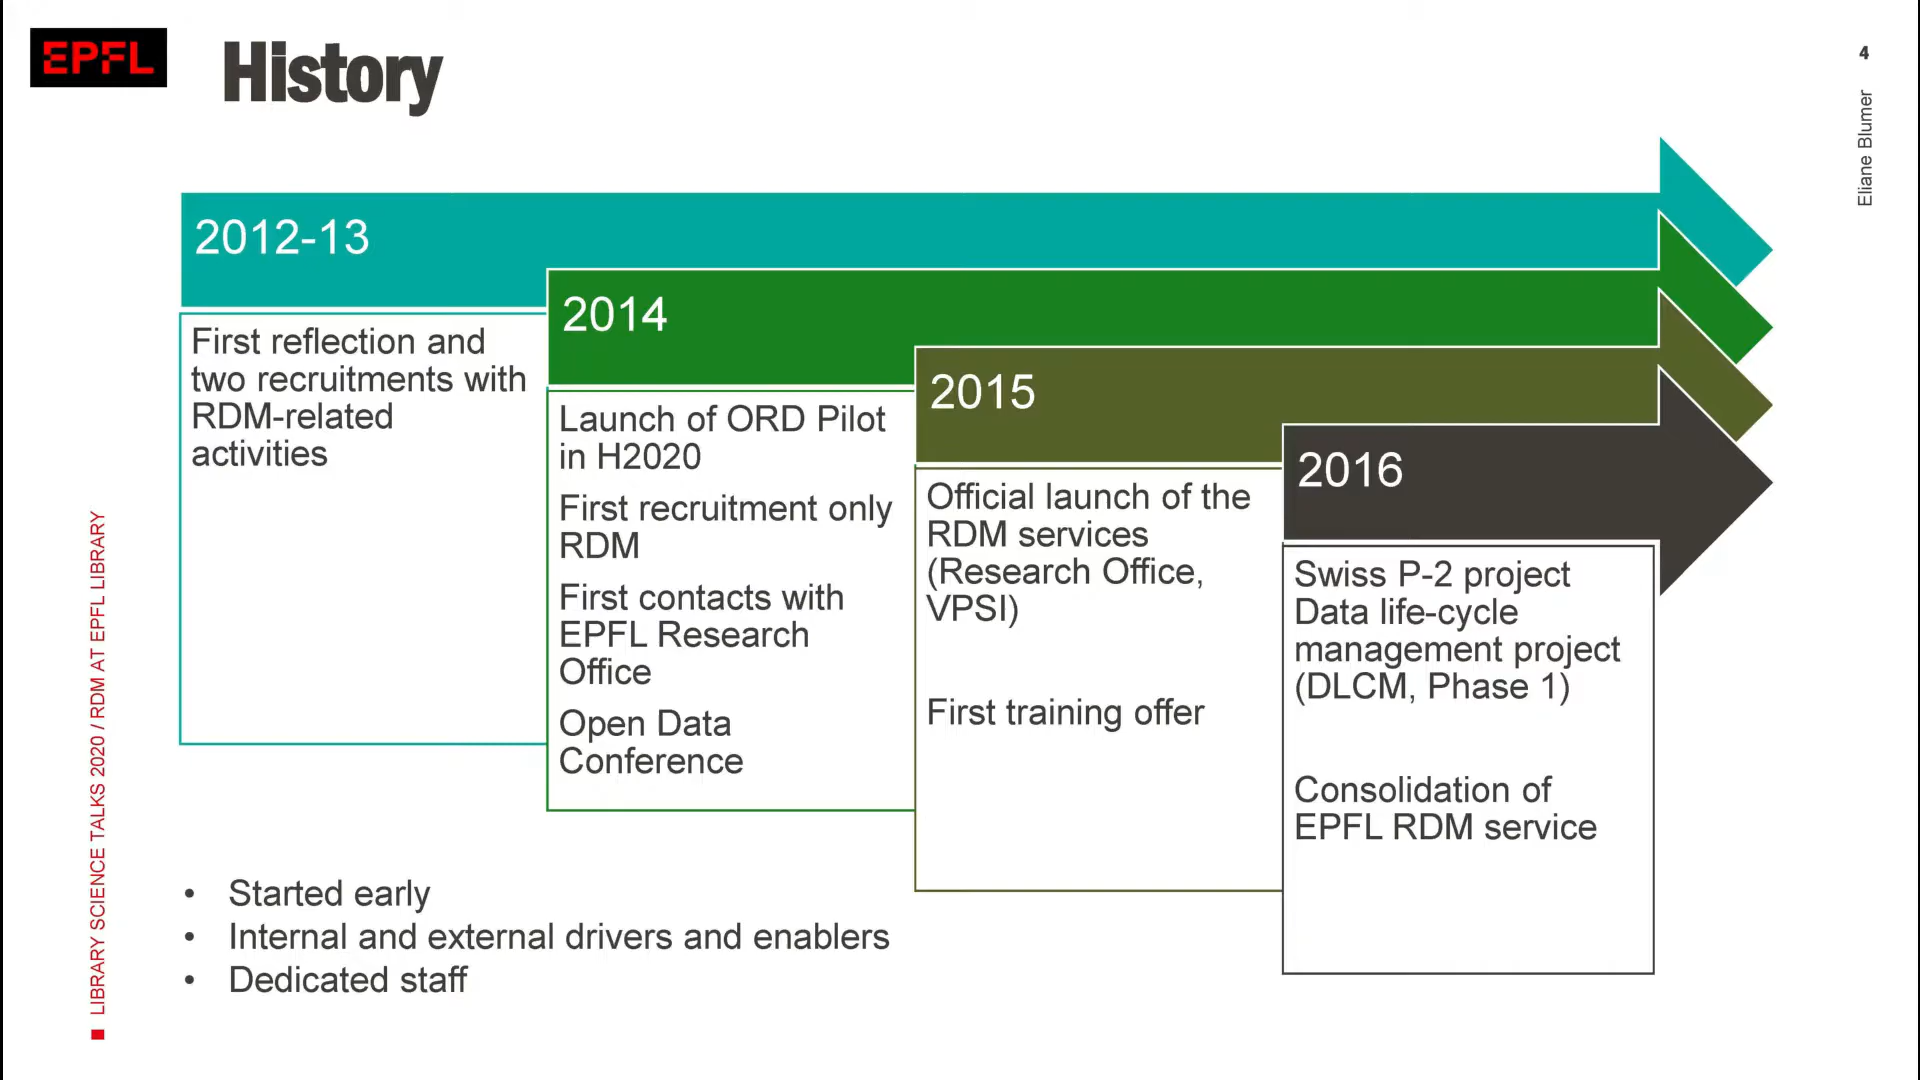 EPFL
History
4
Eliane Blumer
2012-13
First reflection and
two recruitments with
RDM-related
activities
2014
Launch of ORD Pilot
in H2020
First recruitment only
RDM
First contacts with
EPFL Research
Office
Open Data
Conference
2015
Official launch of the
RDM services
(Research Office,
VPSI)
First training offer
2016
Swiss P-2 project
Data life-cycle
management project
(DLCM, Phase 1)
Consolidation of
EPFL RDM service
• Started early
• Internal and external drivers and enablers
• Dedicated staff
LIBRARY SCIENCE TALKS 2020 / RDM AT EPFL LIBRARY